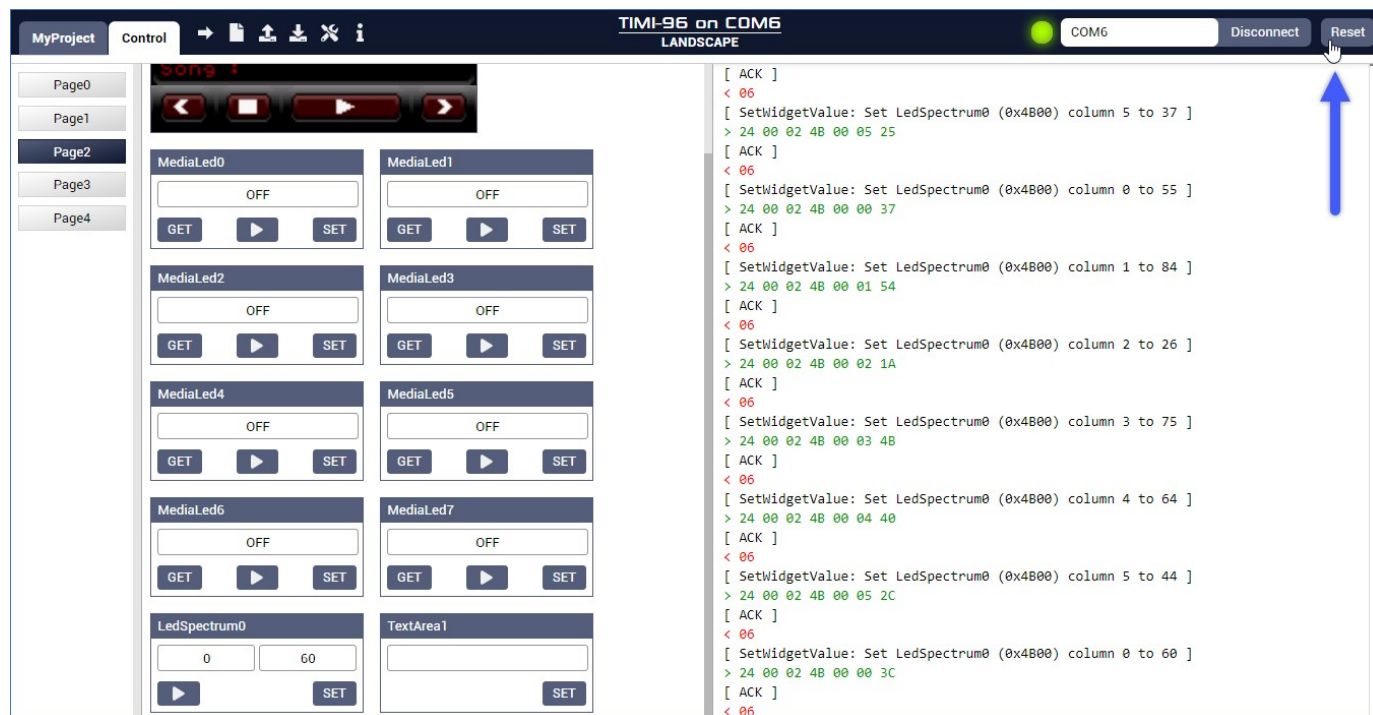 MyProject
Control
TIMI-96 on COM6
LANDSCAPE
COM6
Disconnect
Reset
Page0
Page1
Page2
Page3
Page4
Song :
MediaLed0
OFF
GET
SET
MediaLed1
OFF
GET
SET
MediaLed2
OFF
GET
SET
MediaLed3
OFF
GET
SET
MediaLed4
OFF
GET
SET
MediaLed5
OFF
GET
SET
MediaLed6
OFF
GET
SET
MediaLed7
OFF
GET
SET
LedSpectrum0
0
60
SET
TextArea1
SET
[ ACK ]
< 06
[ SetWidgetValue: Set LedSpectrum0 (0x4B00) column 5 to 37 ]
> 24 00 02 4B 00 05 25
[ ACK ]
< 06
[ SetWidgetValue: Set LedSpectrum0 (0x4B00) column 0 to 55 ]
> 24 00 02 4B 00 00 37
[ ACK ]
< 06
[ SetWidgetValue: Set LedSpectrum0 (0x4B00) column 1 to 84 ]
> 24 00 02 4B 00 01 54
[ ACK ]
< 06
[ SetWidgetValue: Set LedSpectrum0 (0x4B00) column 2 to 26 ]
> 24 00 02 4B 00 02 1A
[ ACK ]
< 06
[ SetWidgetValue: Set LedSpectrum0 (0x4B00) column 3 to 75 ]
> 24 00 02 4B 00 03 4B
[ ACK ]
< 06
[ SetWidgetValue: Set LedSpectrum0 (0x4B00) column 4 to 64 ]
> 24 00 02 4B 00 04 40
[ ACK ]
< 06
[ SetWidgetValue: Set LedSpectrum0 (0x4B00) column 5 to 44 ]
> 24 00 02 4B 00 05 2C
[ ACK ]
< 06
[ SetWidgetValue: Set LedSpectrum0 (0x4B00) column 0 to 60 ]
> 24 00 02 4B 00 00 3C
[ ACK ]
< 06